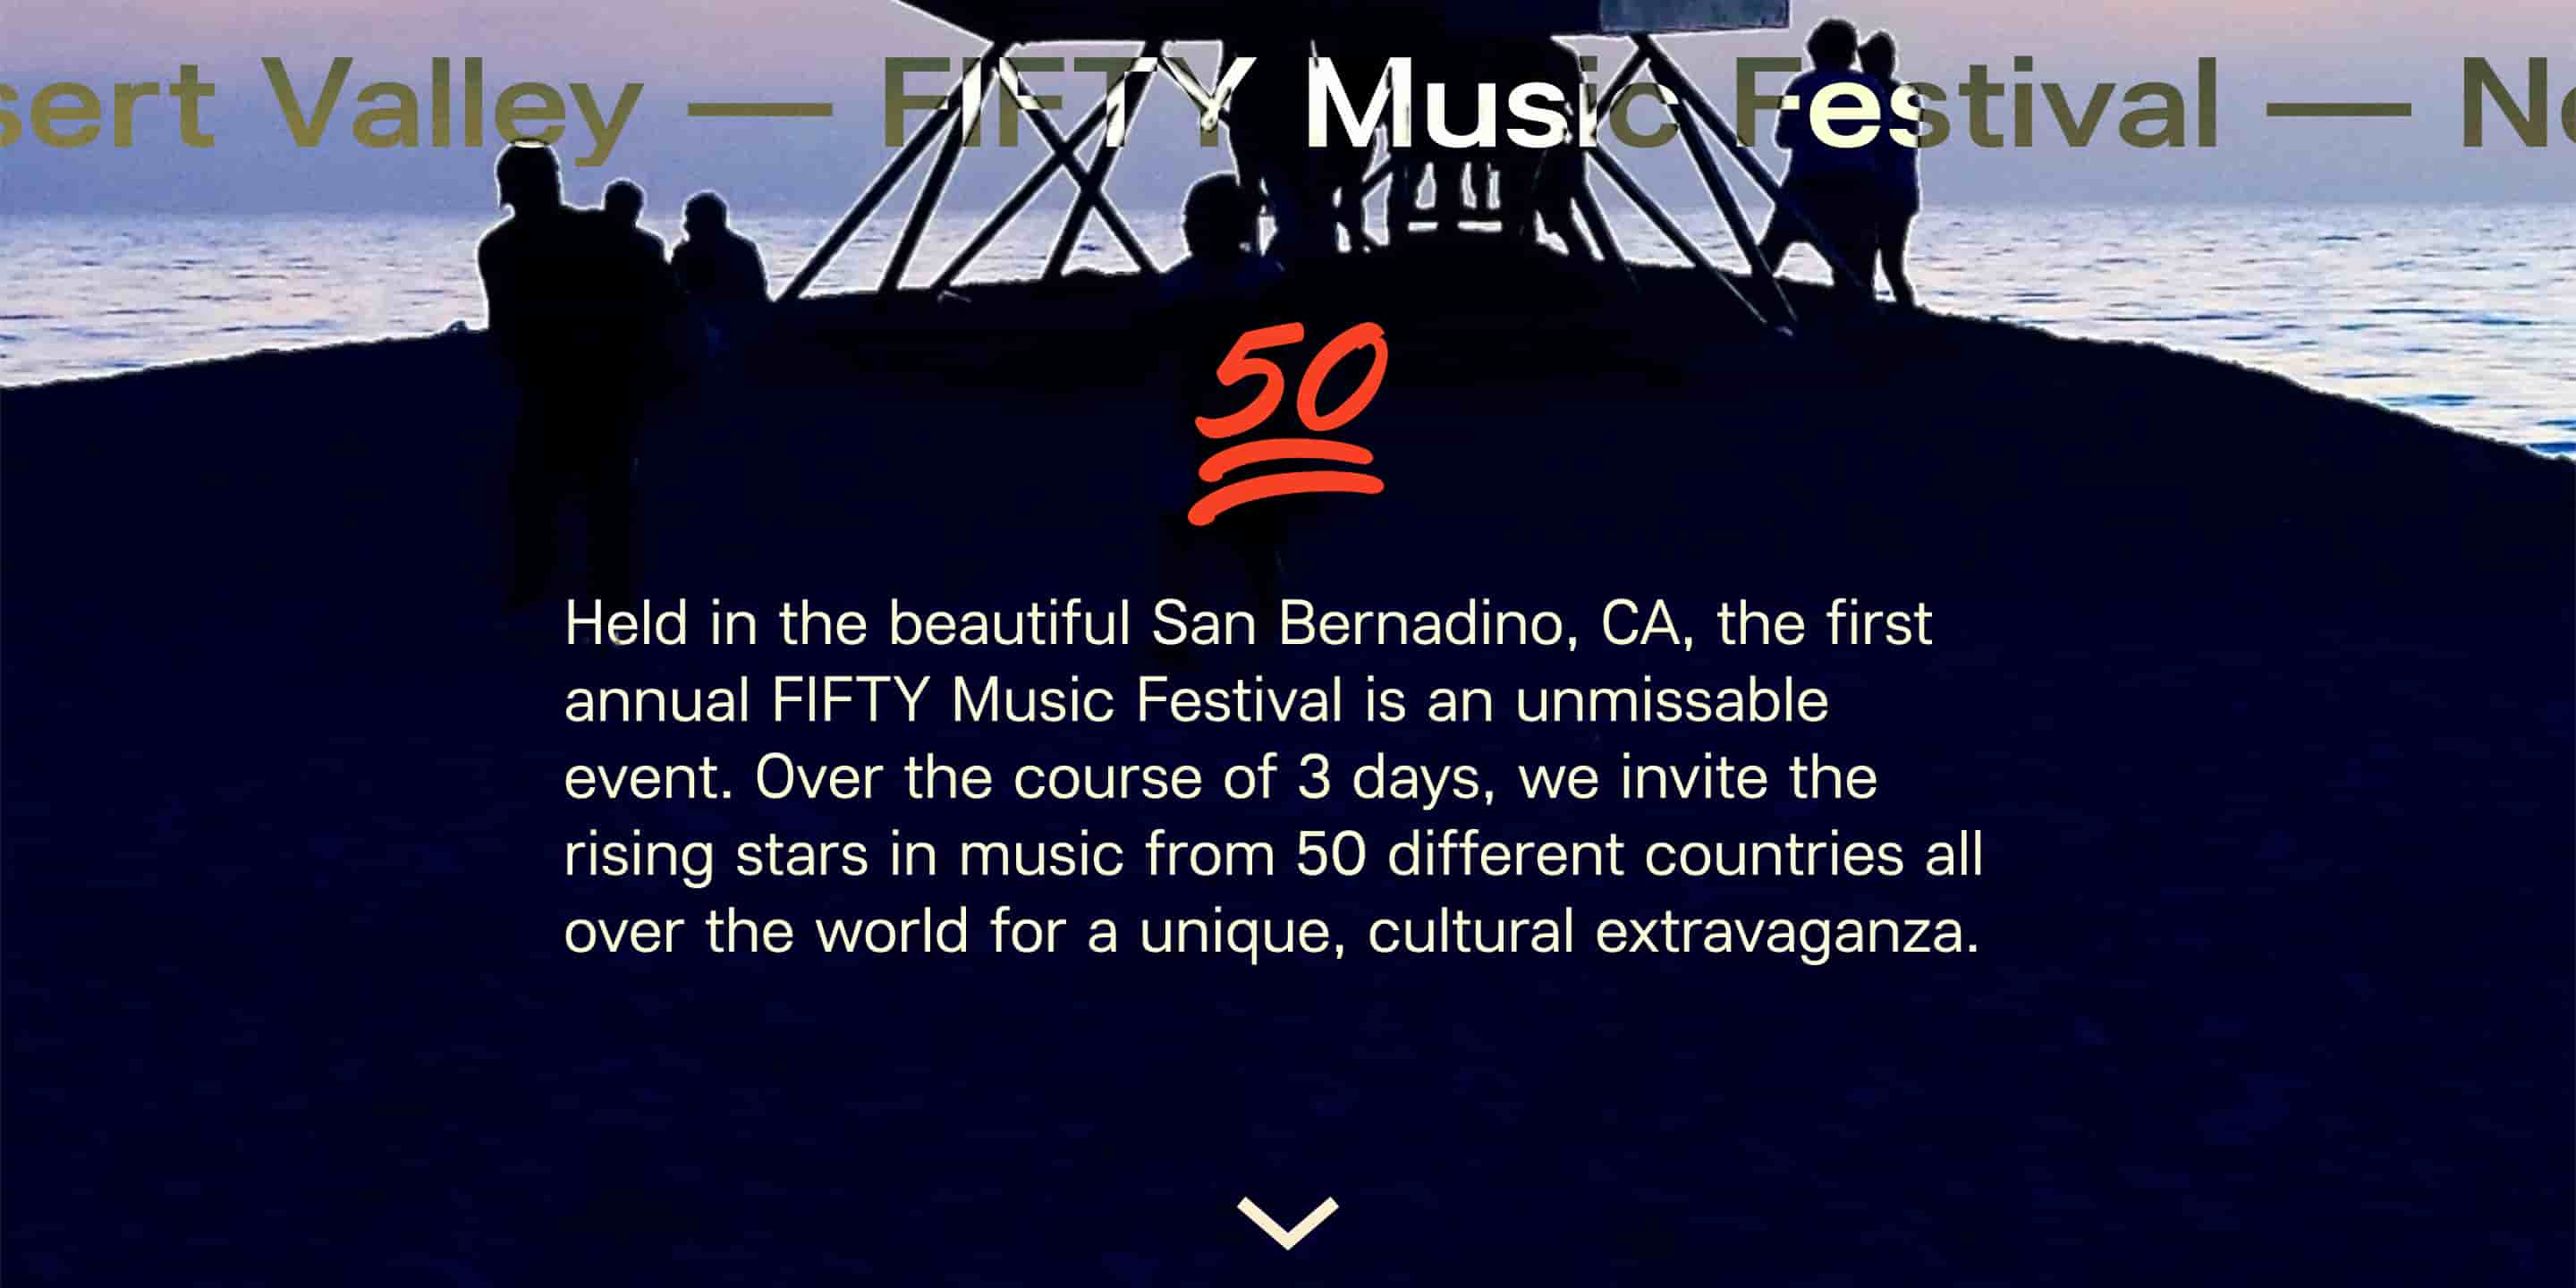 sert Valley — FIFTY Music Festival — N
50
Held in the beautiful San Bernadino, CA, the first
annual FIFTY Music Festival is an unmissable
event. Over the course of 3 days, we invite the
rising stars in music from 50 different countries all
over the world for a unique, cultural extravaganza.